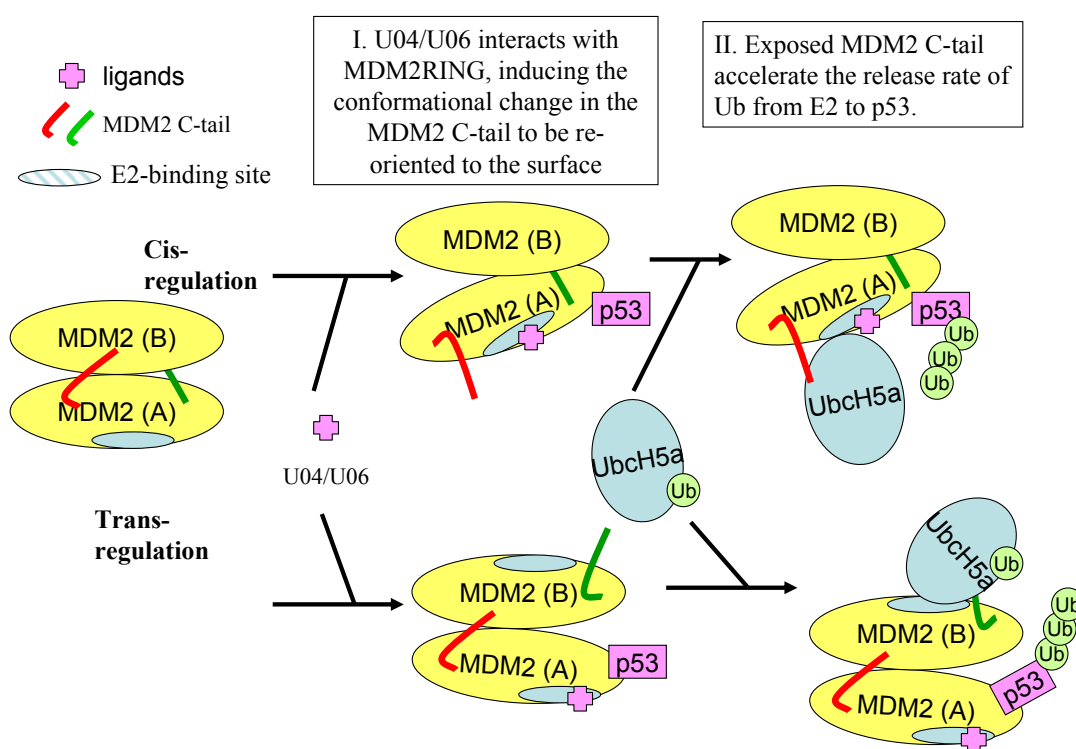 I. U04/U06 interacts with
MDM2RING, inducing the
conformational change in the
MDM2 C-tail to be re-
oriented to the surface
II. Exposed MDM2 C-tail
accelerate the release rate of
Ub from E2 to p53.
ligands
MDM2 C-tail
E2-binding site
Cis-
regulation
MDM2 (B)
MDM2 (A)
p53
MDM2 (B)
MDM2 (A)
p53
Ub
Ub
Ub
UbcH5a
MDM2 (B)
MDM2 (A)
U04/U06
UbcH5a
Ub
Trans-
regulation
MDM2 (B)
MDM2 (A)
p53
UbcH5a
Ub
MDM2 (B)
MDM2 (A)
p53
Ub
Ub
Ub